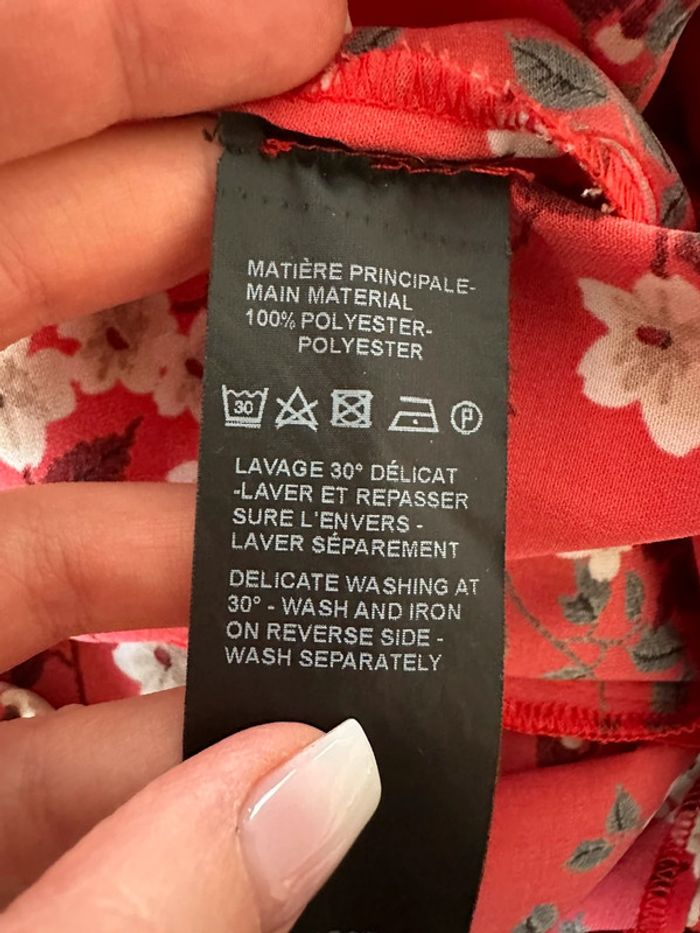 MATIÈRE PRINCIPALE-
MAIN MATERIAL
100% POLYESTER-
POLYESTER
30 P
LAVAGE 30° DÉLICAT
-LAVER ET REPASSER
SURE L'ENVERS -
LAVER SÉPAREMENT
DELICATE WASHING AT
30° - WASH AND IRON
ON REVERSE SIDE -
WASH SEPARATELY